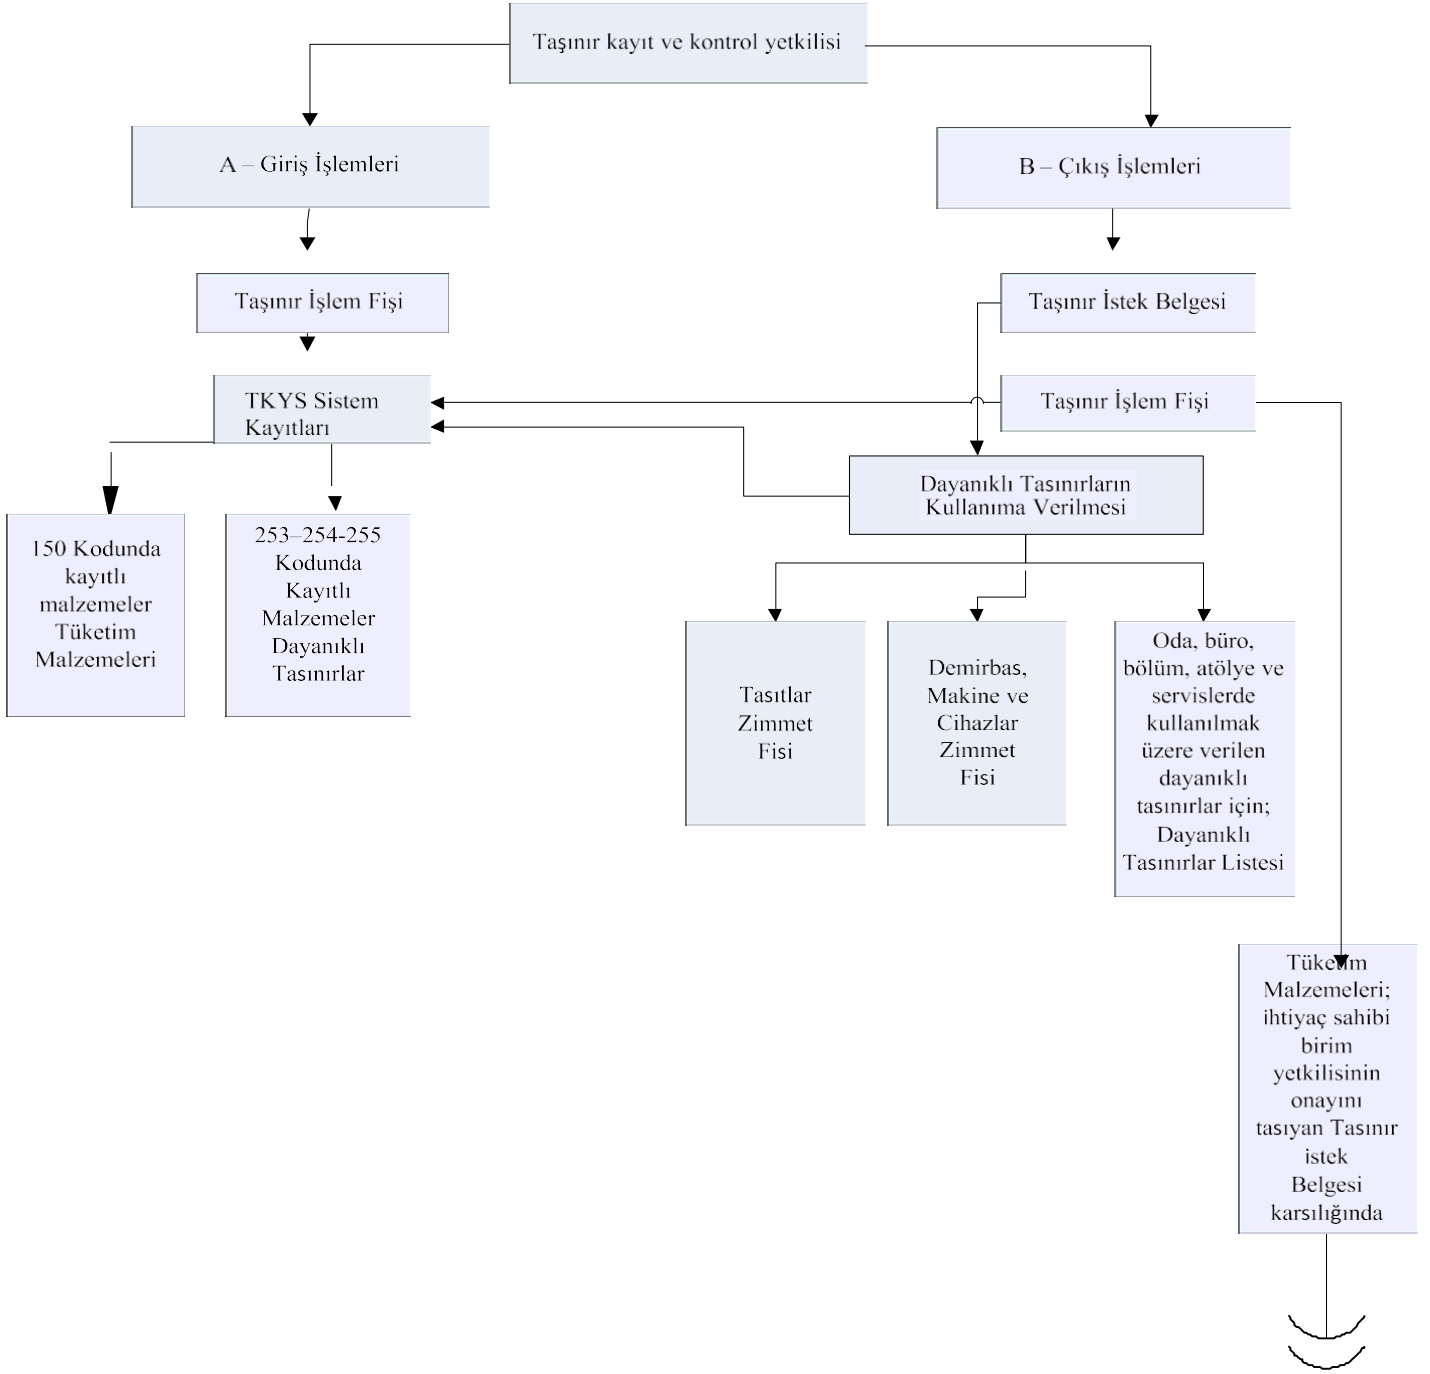 Taşınır kayıt ve kontrol yetkilisi
A – Giriş İşlemleri
B – Çıkış İşlemleri
Taşınır İşlem Fişi
Taşınır İstek Belgesi
TKYS Sistem
Kayıtları
Taşınır İşlem Fişi
Dayanıklı Tasınırların
Kullanıma Verilmesi
150 Kodunda
kayıtlı
malzemeler
Tüketim
Malzemeleri
253–254-255
Kodunda
Kayıtlı
Malzemeler
Dayanıklı
Tasınırlar
Tasıtlar
Zimmet
Fisi
Demirbas,
Makine ve
Cihazlar
Zimmet
Fisi
Oda, büro,
bölüm, atölye ve
servislerde
kullanılmak
üzere verilen
dayanıklı
tasınırlar için;
Dayanıklı
Tasınırlar Listesi
Tüketim
Malzemeleri;
ihtiyaç sahibi
birim
yetkilisinin
onayını
tasıyan Tasınır
istek
Belgesi
karsılığında